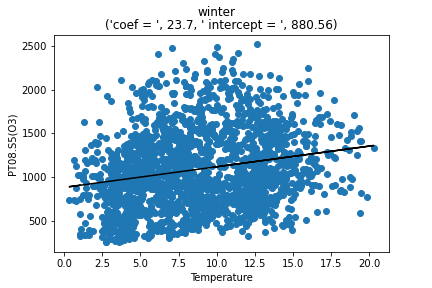 winter
('coef = ', 23.7, ' intercept = ', 880.56)
2500
2000
1500
1000
500
PT08.S5(O3)
0.0 2.5 5.0 7.5 10.0 12.5 15.0 17.5 20.0
Temperature